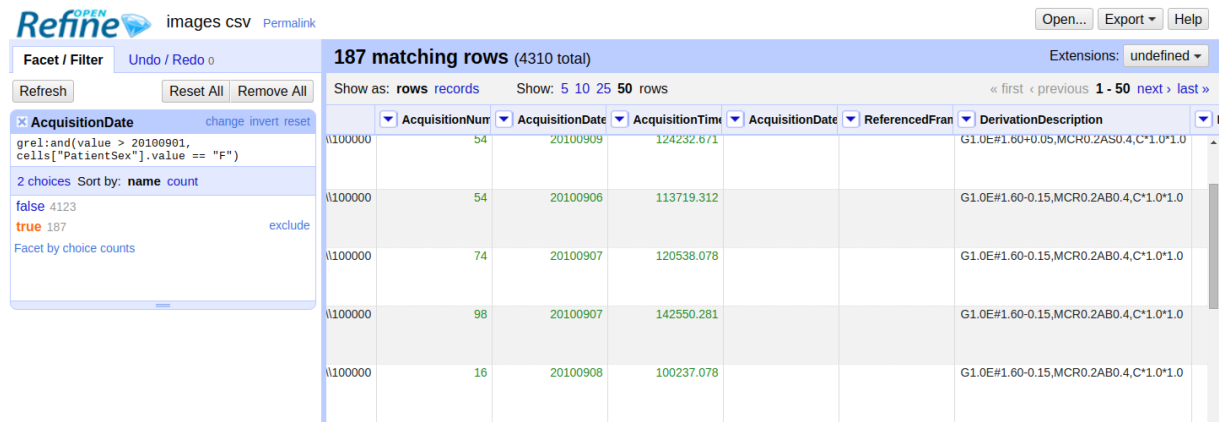 OPEN
Refine images csv Permalink Open... Export Help
Facet / Filter Undo / Redo 0
187 matching rows (4310 total) Extensions: undefined
Refresh Reset All Remove All
Show as: rows records Show: 5 10 25 50 rows « first ‹ previous 1 - 50 next › last »
AcquisitionDate change invert reset
grel:and(value > 20100901,
cells["PatientSex"].value == "F")
2 choices Sort by: name count
false 4123
true 187 exclude
Facet by choice counts
AcquisitionNum AcquisitionDate AcquisitionTime AcquisitionDate ReferencedFran DerivationDescription
\\100000 54 20100909 124232.671 G1.0E#1.60+0.05,MCR0.2AS0.4,C*1.0*1.0
\\100000 54 20100906 113719.312 G1.0E#1.60-0.15,MCR0.2AB0.4,C*1.0*1.0
\\100000 74 20100907 120538.078 G1.0E#1.60-0.15,MCR0.2AB0.4,C*1.0*1.0
\\100000 98 20100907 142550.281 G1.0E#1.60-0.15,MCR0.2AB0.4,C*1.0*1.0
\\100000 16 20100908 100237.078 G1.0E#1.60-0.15,MCR0.2AB0.4,C*1.0*1.0